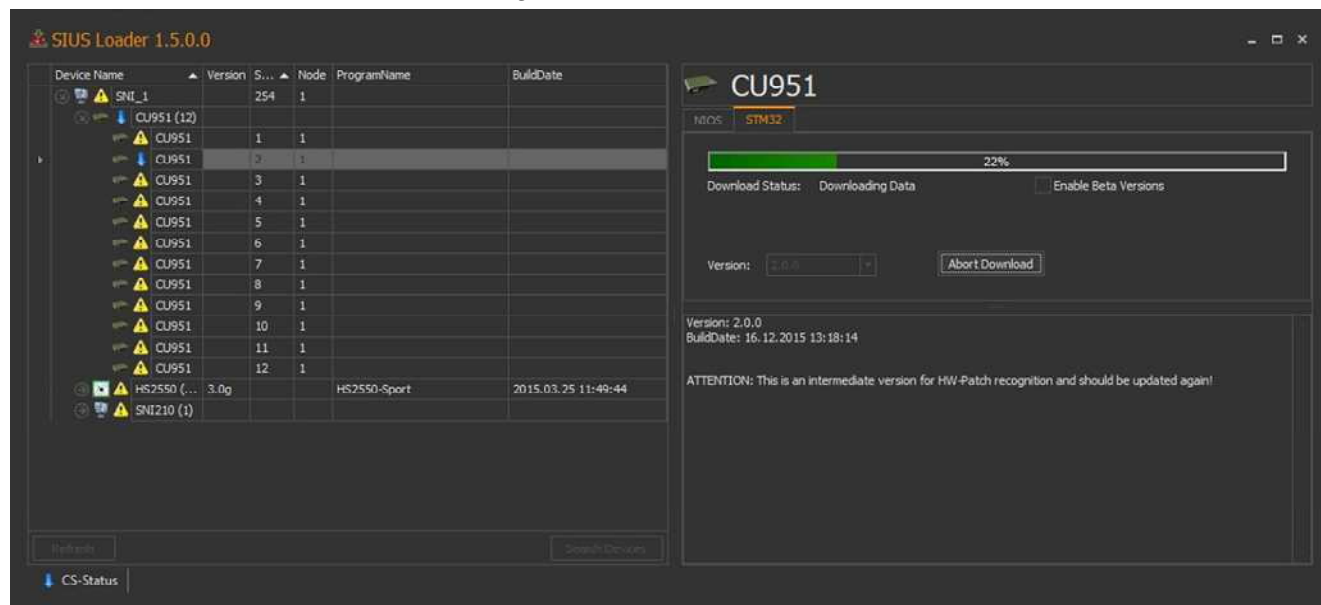 SIUS Loader 1.5.0.0
Device Name Version S... Node ProgramName BuildDate
SNI_1 254 1
CU951 (12)
CU951 1 1
CU951 2 1
CU951 3 1
CU951 4 1
CU951 5 1
CU951 6 1
CU951 7 1
CU951 8 1
CU951 9 1
CU951 10 1
CU951 11 1
CU951 12 1
HS2550 (... 3.0g HS2550-Sport 2015.03.25 11:49:44
SNI210 (1)
Refresh Search Devices
CS-Status
CU951
NIOS STM32
22%
Download Status: Downloading Data Enable Beta Versions
Version: 2.0.0 Abort Download
Version: 2.0.0
BuildDate: 16.12.2015 13:18:14
ATTENTION: This is an intermediate version for HW-Patch recognition and should be updated again!